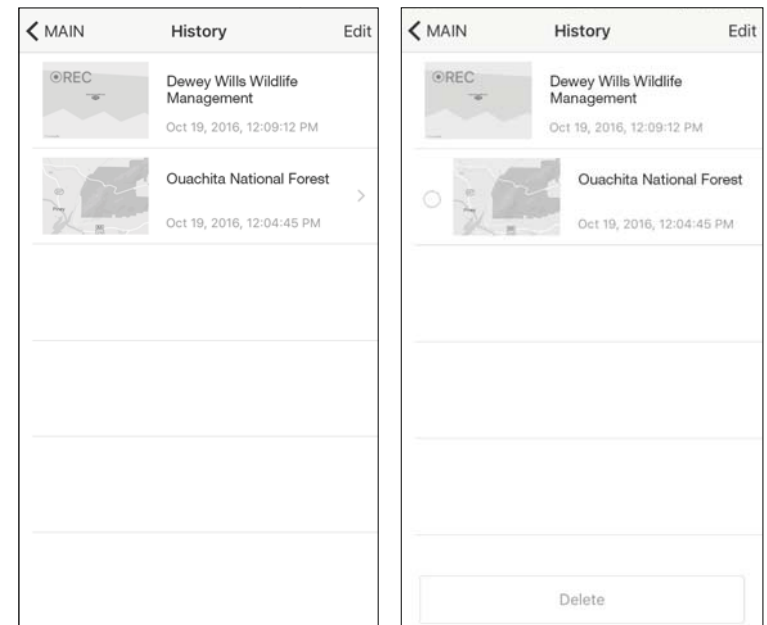 MAIN History Edit
REC
Dewey Wills Wildlife
Management
Oct 19, 2016, 12:09:12 PM
Ouachita National Forest
Oct 19, 2016, 12:04:45 PM
MAIN History Edit
REC
Dewey Wills Wildlife
Management
Oct 19, 2016, 12:09:12 PM
Ouachita National Forest
Oct 19, 2016, 12:04:45 PM
Delete